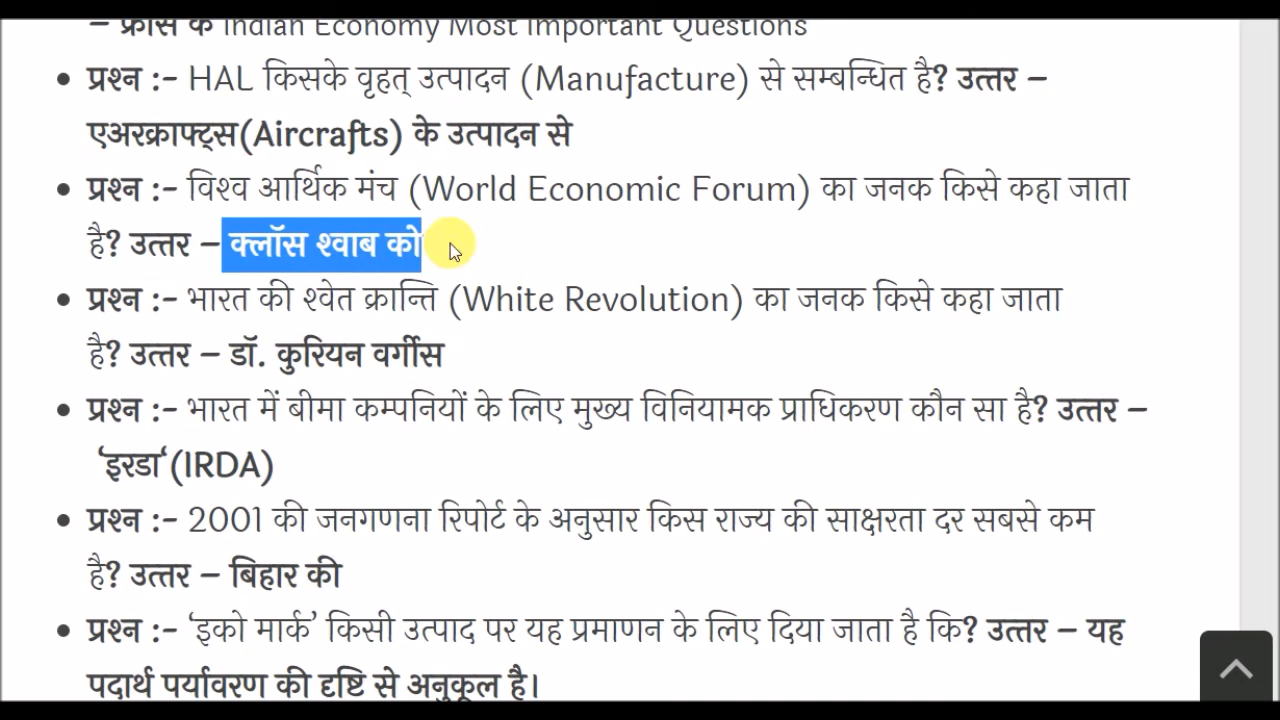 – फ्रांस के Indian Economy Most Important Questions
प्रश्न :- HAL किसके वृहत् उत्पादन (Manufacture) से सम्बन्धित है? उत्तर –
एअरक्राफ्ट्स(Aircrafts) के उत्पादन से
प्रश्न :- विश्व आर्थिक मंच (World Economic Forum) का जनक किसे कहा जाता
है? उत्तर – क्लॉस श्वाब को
प्रश्न :- भारत की श्वेत क्रान्ति (White Revolution) का जनक किसे कहा जाता
है? उत्तर – डॉ. कुरियन वर्गीस
प्रश्न :- भारत में बीमा कम्पनियों के लिए मुख्य विनियामक प्राधिकरण कौन सा है? उत्तर –
‘इरडा‘(IRDA)
प्रश्न :- 2001 की जनगणना रिपोर्ट के अनुसार किस राज्य की साक्षरता दर सबसे कम
है? उत्तर – बिहार की
प्रश्न :- ‘इको मार्क’ किसी उत्पाद पर यह प्रमाणन के लिए दिया जाता है कि? उत्तर – यह
पदार्थ पर्यावरण की दृष्टि से अनुकूल है।